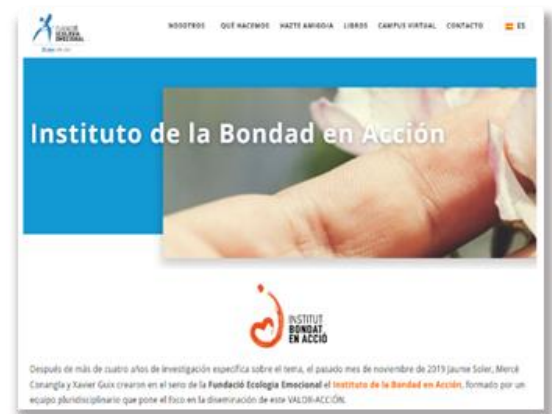 FUNDACIÓ
ECOLOGIA
EMOCIONAL
NOSOTROS QUÉ HACEMOS HAZTE AMIGO/A LIBROS CAMPUS VIRTUAL CONTACTO ES
Instituto de la Bondad en Acción
INSTITUT
BONDAT
EN ACCIÓ
Después de más de cuatro años de investigación específica sobre el tema, el pasado mes de noviembre de 2019 Jaume Soler, Mercè
Conangla y Xavier Guix crearon en el seno de la Fundació Ecologia Emocional el Instituto de la Bondad en Acción, formado por un
equipo pluridisciplinario que pone el foco en la diseminación de este VALOR-ACCIÓN.